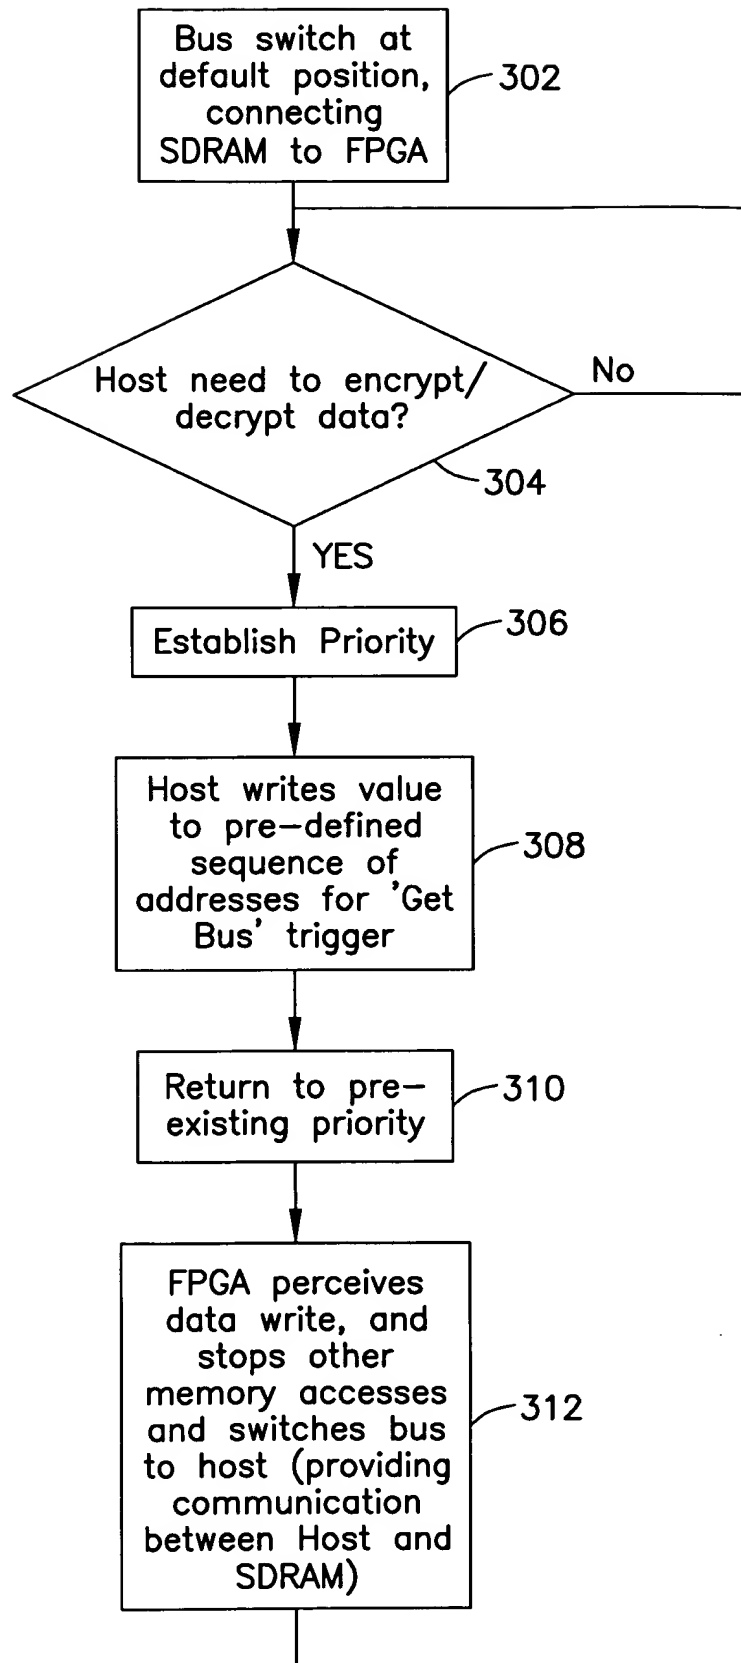 Bus switch at
default position,
connecting
SDRAM to FPGA
302
Host need to encrypt/
decrypt data?
No
304
YES
Establish Priority
306
Host writes value
to pre-defined
sequence of
addresses for 'Get
Bus' trigger
308
Return to pre-
existing priority
310
FPGA perceives
data write, and
stops other
memory accesses
and switches bus
to host (providing
communication
between Host and
SDRAM)
312